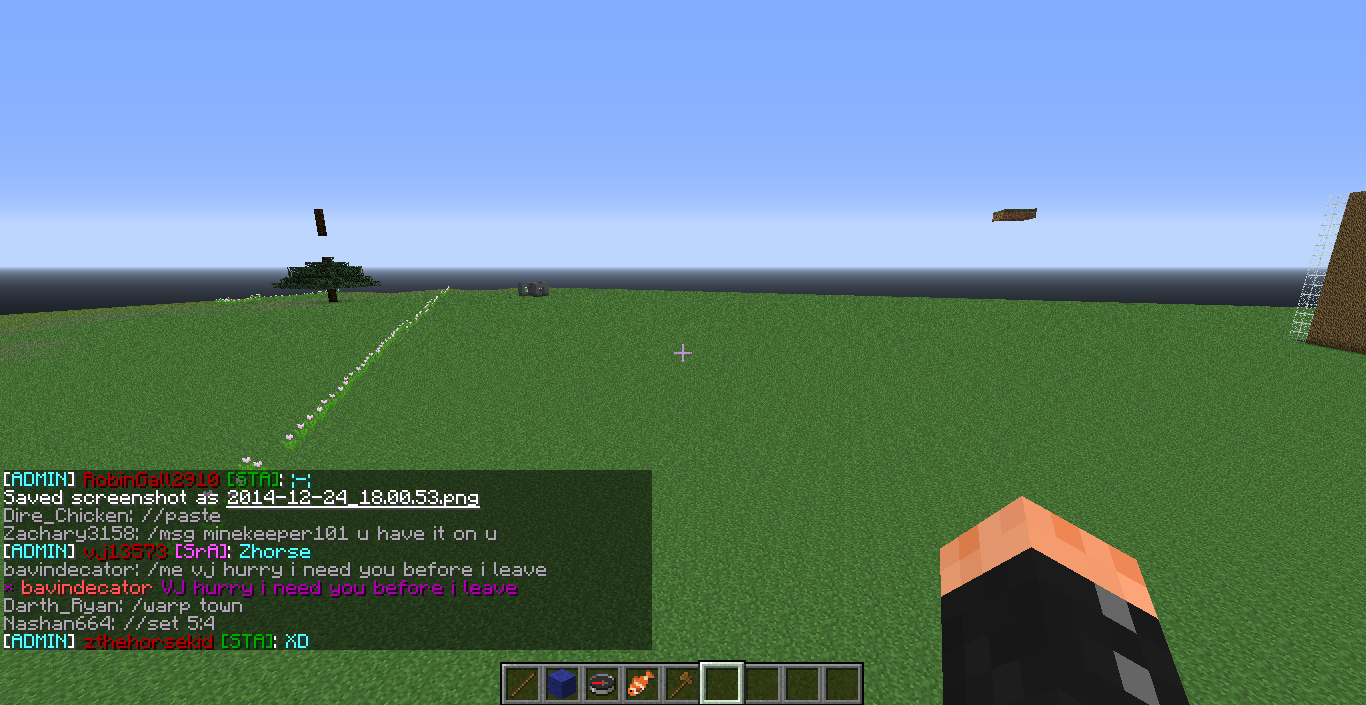 [ADMIN] RobinGall2910 [STA]: ;-;
Saved screenshot as 2014-12-24_18.00.53.png
Dire_Chicken: //paste
Zachary3158: /msg minekeeper101 u have it on u
[ADMIN] vj13573 [SrA]: Zhorse
bavindecator: /me vj hurry i need you before i leave
* bavindecator VJ hurry i need you before i leave
Darth_Ryan: /warp town
Nashan664: //set 5:4
[ADMIN] zthehorsekid [STA]: XD